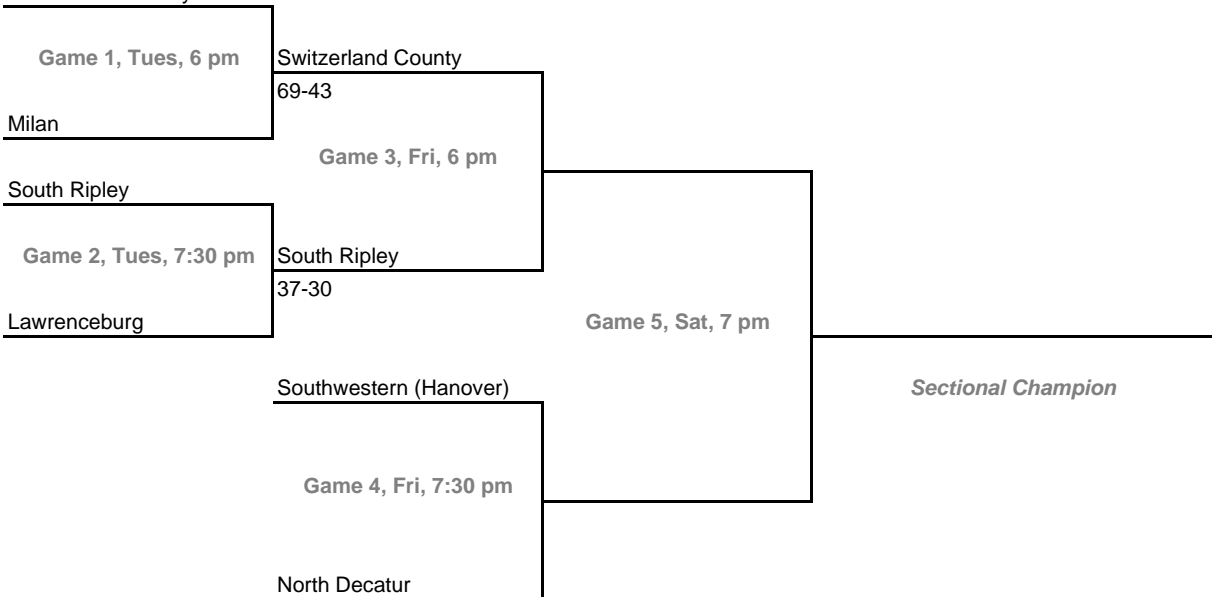 Game 1, Tues, 6 pm
Switzerland County
69-43
Milan
Game 3, Fri, 6 pm
South Ripley
Game 2, Tues, 7:30 pm
South Ripley
37-30
Lawrenceburg
Game 5, Sat, 7 pm
Southwestern (Hanover)
Sectional Champion
Game 4, Fri, 7:30 pm
North Decatur